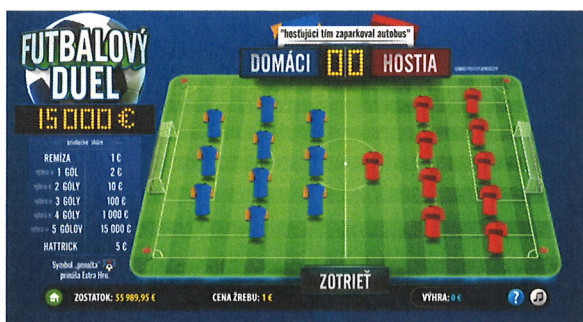 "hosťujúci tím zaparkoval autobus"
FUTBALOVÝ
DUEL
15000 €
DOMÁCI 00 HOSTIA
REMÍZA 1 €
1 GÓL 2 €
2 GÓLY 10 €
3 GÓLY 100 €
4 GÓLY 1 000 €
5 GÓLOV 15 000 €
HATTRICK 5 €
Symbol „penalta"
prináša Extra Hru.
ZOTRIEŤ
ZOSTATOK: 55 989,95 € CENA ŽREBU: 1 € VÝHRA: 0 € ?